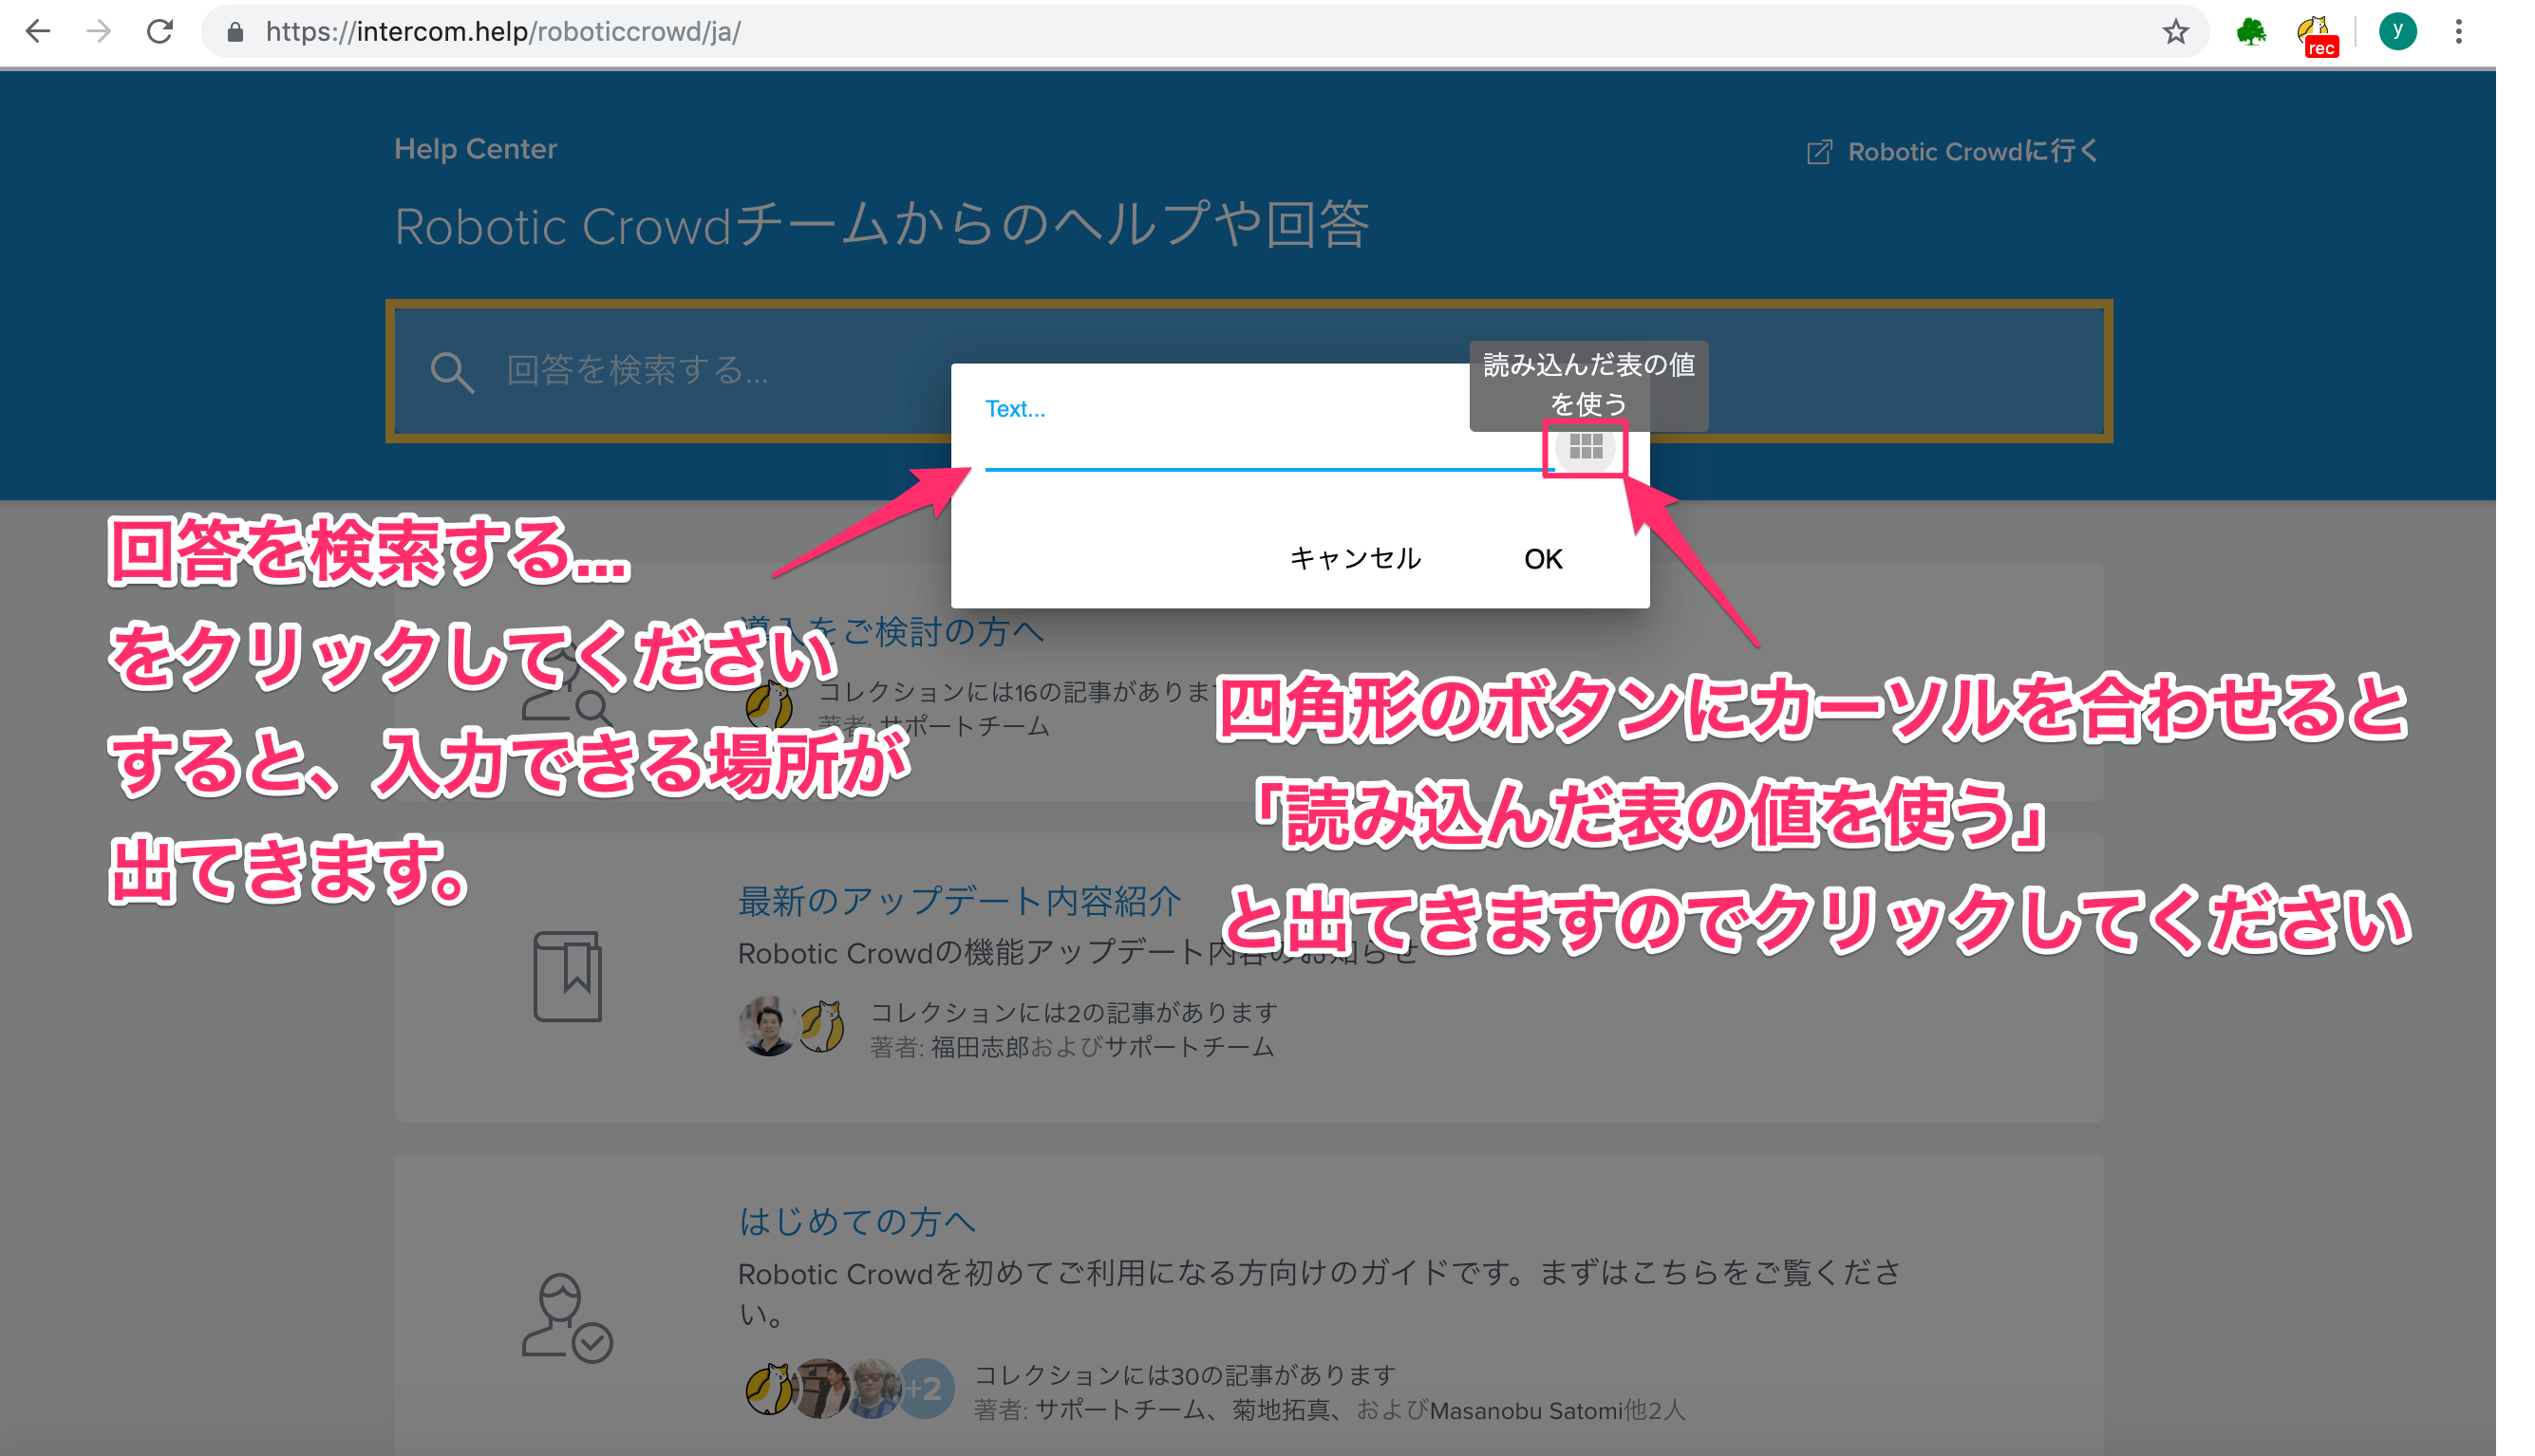 https://intercom.help/roboticcrowd/ja/
rec
y
Help Center
Robotic Crowdに行く
Robotic Crowdチームからのヘルプや回答
回答を検索する...
読み込んだ表の値
を使う
Text...
キャンセル
OK
回答を検索する...
をクリックしてください
すると、入力できる場所が
出てきます。
四角形のボタンにカーソルを合わせると
「読み込んだ表の値を使う」
と出てきますのでクリックしてください
導入をご検討の方へ
コレクションには16の記事があります
著者: サポートチーム
最新のアップデート内容紹介
Robotic Crowdの機能アップデート内容のお知らせ
コレクションには2の記事があります
著者: 福田志郎およびサポートチーム
はじめての方へ
Robotic Crowdを初めてご利用になる方向けのガイドです。まずはこちらをご覧くださ
い。
+2
コレクションには30の記事があります
著者: サポートチーム、菊地拓真、およびMasanobu Satomi他2人